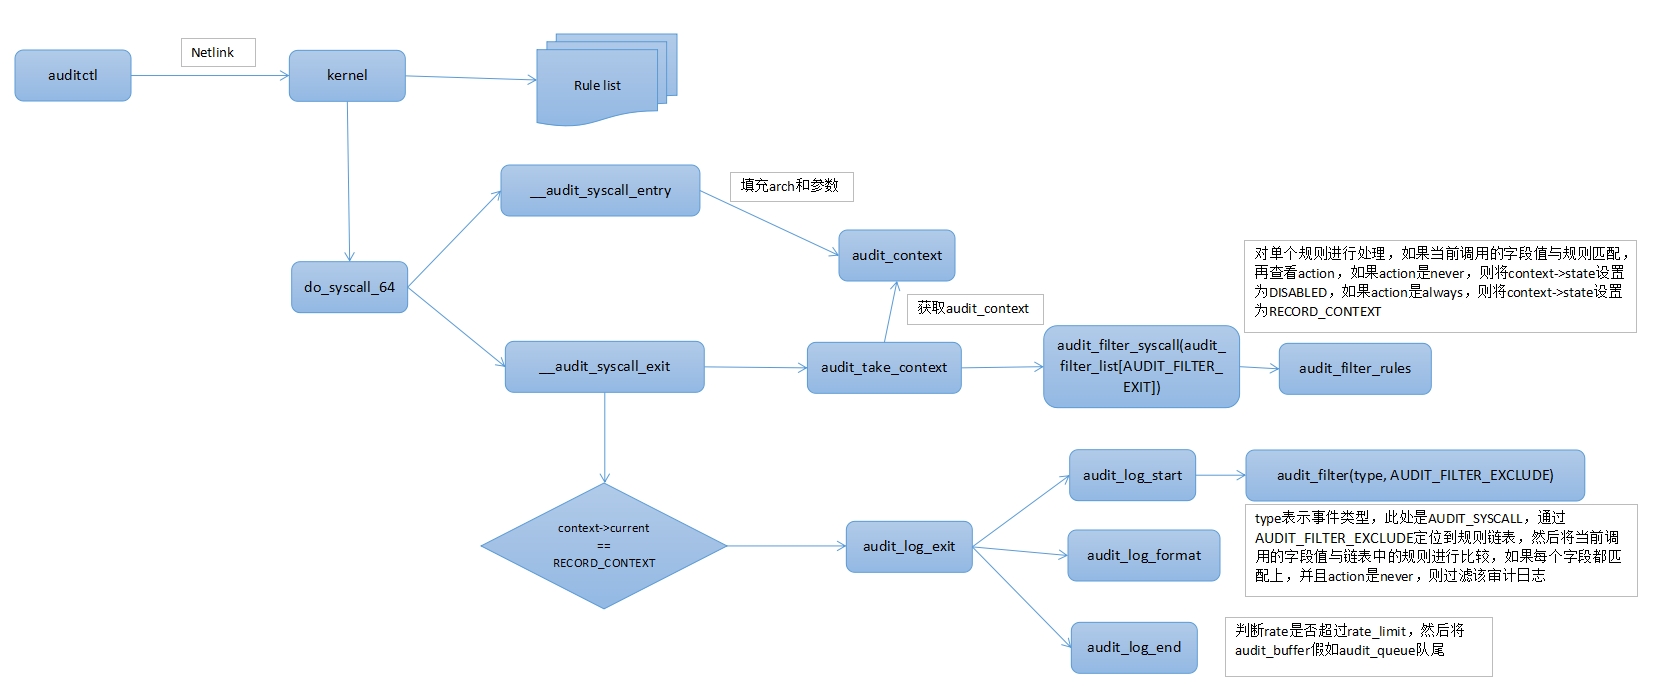 Netlink
auditctl
kernel
Rule list
__audit_syscall_entry
填充arch和参数
audit_context
do_syscall_64
获取audit_context
对单个规则进行处理，如果当前调用的字段值与规则匹配，
再查看action，如果action是never，则将context->state设置
为DISABLED，如果action是always，则将context->state设置
为RECORD_CONTEXT
__audit_syscall_exit
audit_take_context
audit_filter_syscall(audit_
filter_list[AUDIT_FILTER_
EXIT])
audit_filter_rules
context->current
==
RECORD_CONTEXT
audit_log_exit
audit_log_start
audit_filter(type, AUDIT_FILTER_EXCLUDE)
type表示事件类型，此处是AUDIT_SYSCALL，通过
AUDIT_FILTER_EXCLUDE定位到规则链表，然后将当前调
用的字段值与链表中的规则进行比较，如果每个字段都匹
配上，并且action是never，则过滤该审计日志
audit_log_format
audit_log_end
判断rate是否超过rate_limit，然后将
audit_buffer假如audit_queue队尾